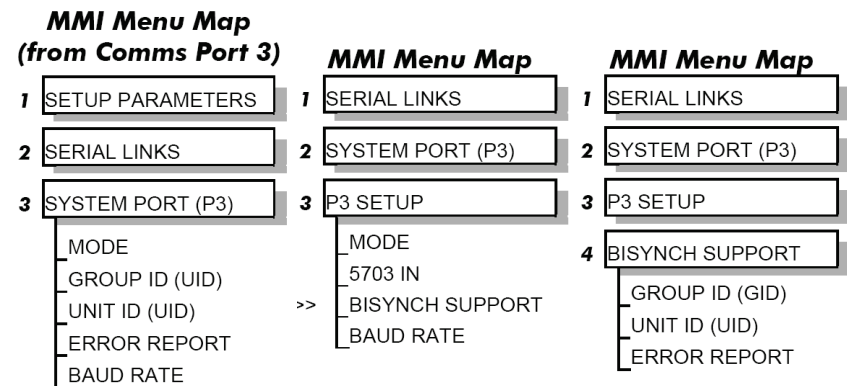 MMI Menu Map
(from Comms Port 3)
1 SETUP PARAMETERS
2 SERIAL LINKS
3 SYSTEM PORT (P3)
MODE
GROUP ID (UID)
UNIT ID (UID)
ERROR REPORT
BAUD RATE
MMI Menu Map
1 SERIAL LINKS
2 SYSTEM PORT (P3)
3 P3 SETUP
MODE
5703 IN
>> BISYNCH SUPPORT
BAUD RATE
MMI Menu Map
1 SERIAL LINKS
2 SYSTEM PORT (P3)
3 P3 SETUP
4 BISYNCH SUPPORT
GROUP ID (GID)
UNIT ID (UID)
ERROR REPORT